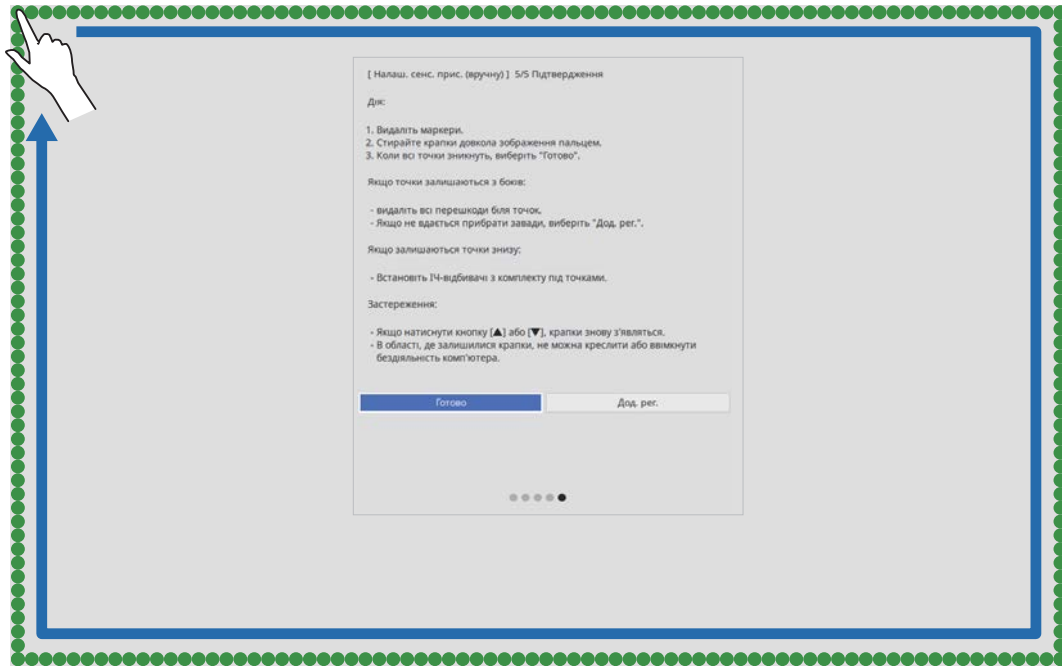 [ Налаш. сенс. прис. (вручну) ] 5/5 Підтвердження
Дія:
1. Видаліть маркери.
2. Стирайте крапки довкола зображення пальцем.
3. Коли всі точки зникнуть, виберіть "Готово".
Якщо точки залишаються з боків:
- видаліть всі перешкоди біля точок.
- Якщо не вдається прибрати завади, виберіть "Дод. рег.".
Якщо залишаються точки знизу:
- Встановіть ІЧ-відбивачі з комплекту під точками.
Застереження:
- Якщо натиснути кнопку [▲] або [▼], крапки знову з'являться.
- В області, де залишилися крапки, не можна креслити або ввімкнути
бездіяльність комп'ютера.
Готово
Дод. рег.